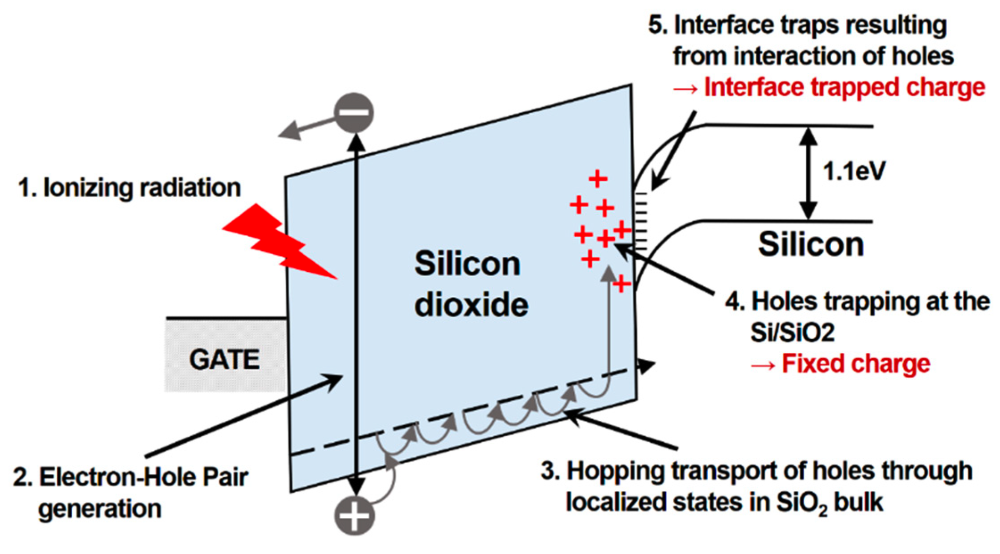 5. Interface traps resulting
from interaction of holes
→ Interface trapped charge
1. Ionizing radiation
1.1eV
Silicon
Silicon
dioxide
4. Holes trapping at the
Si/SiO2
→ Fixed charge
GATE
2. Electron-Hole Pair
generation
3. Hopping transport of holes through
localized states in SiO₂ bulk